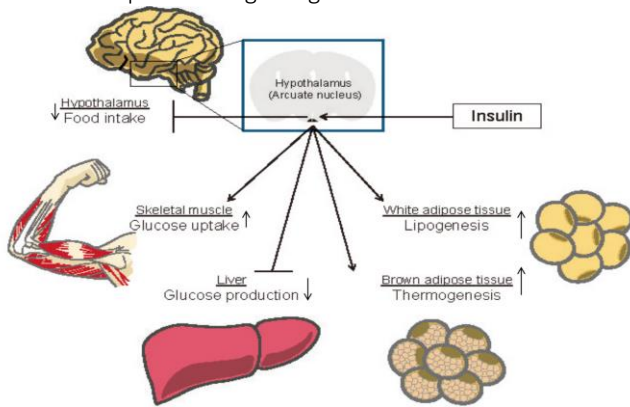 Hypothalamus
(Arcuate nucleus)
Hypothalamus
↓ Food intake
Insulin
Skeletal muscle
Glucose uptake ↑
White adipose tissue
Lipogenesis ↑
Liver
Glucose production ↓
Brown adipose tissue
Thermogenesis ↑